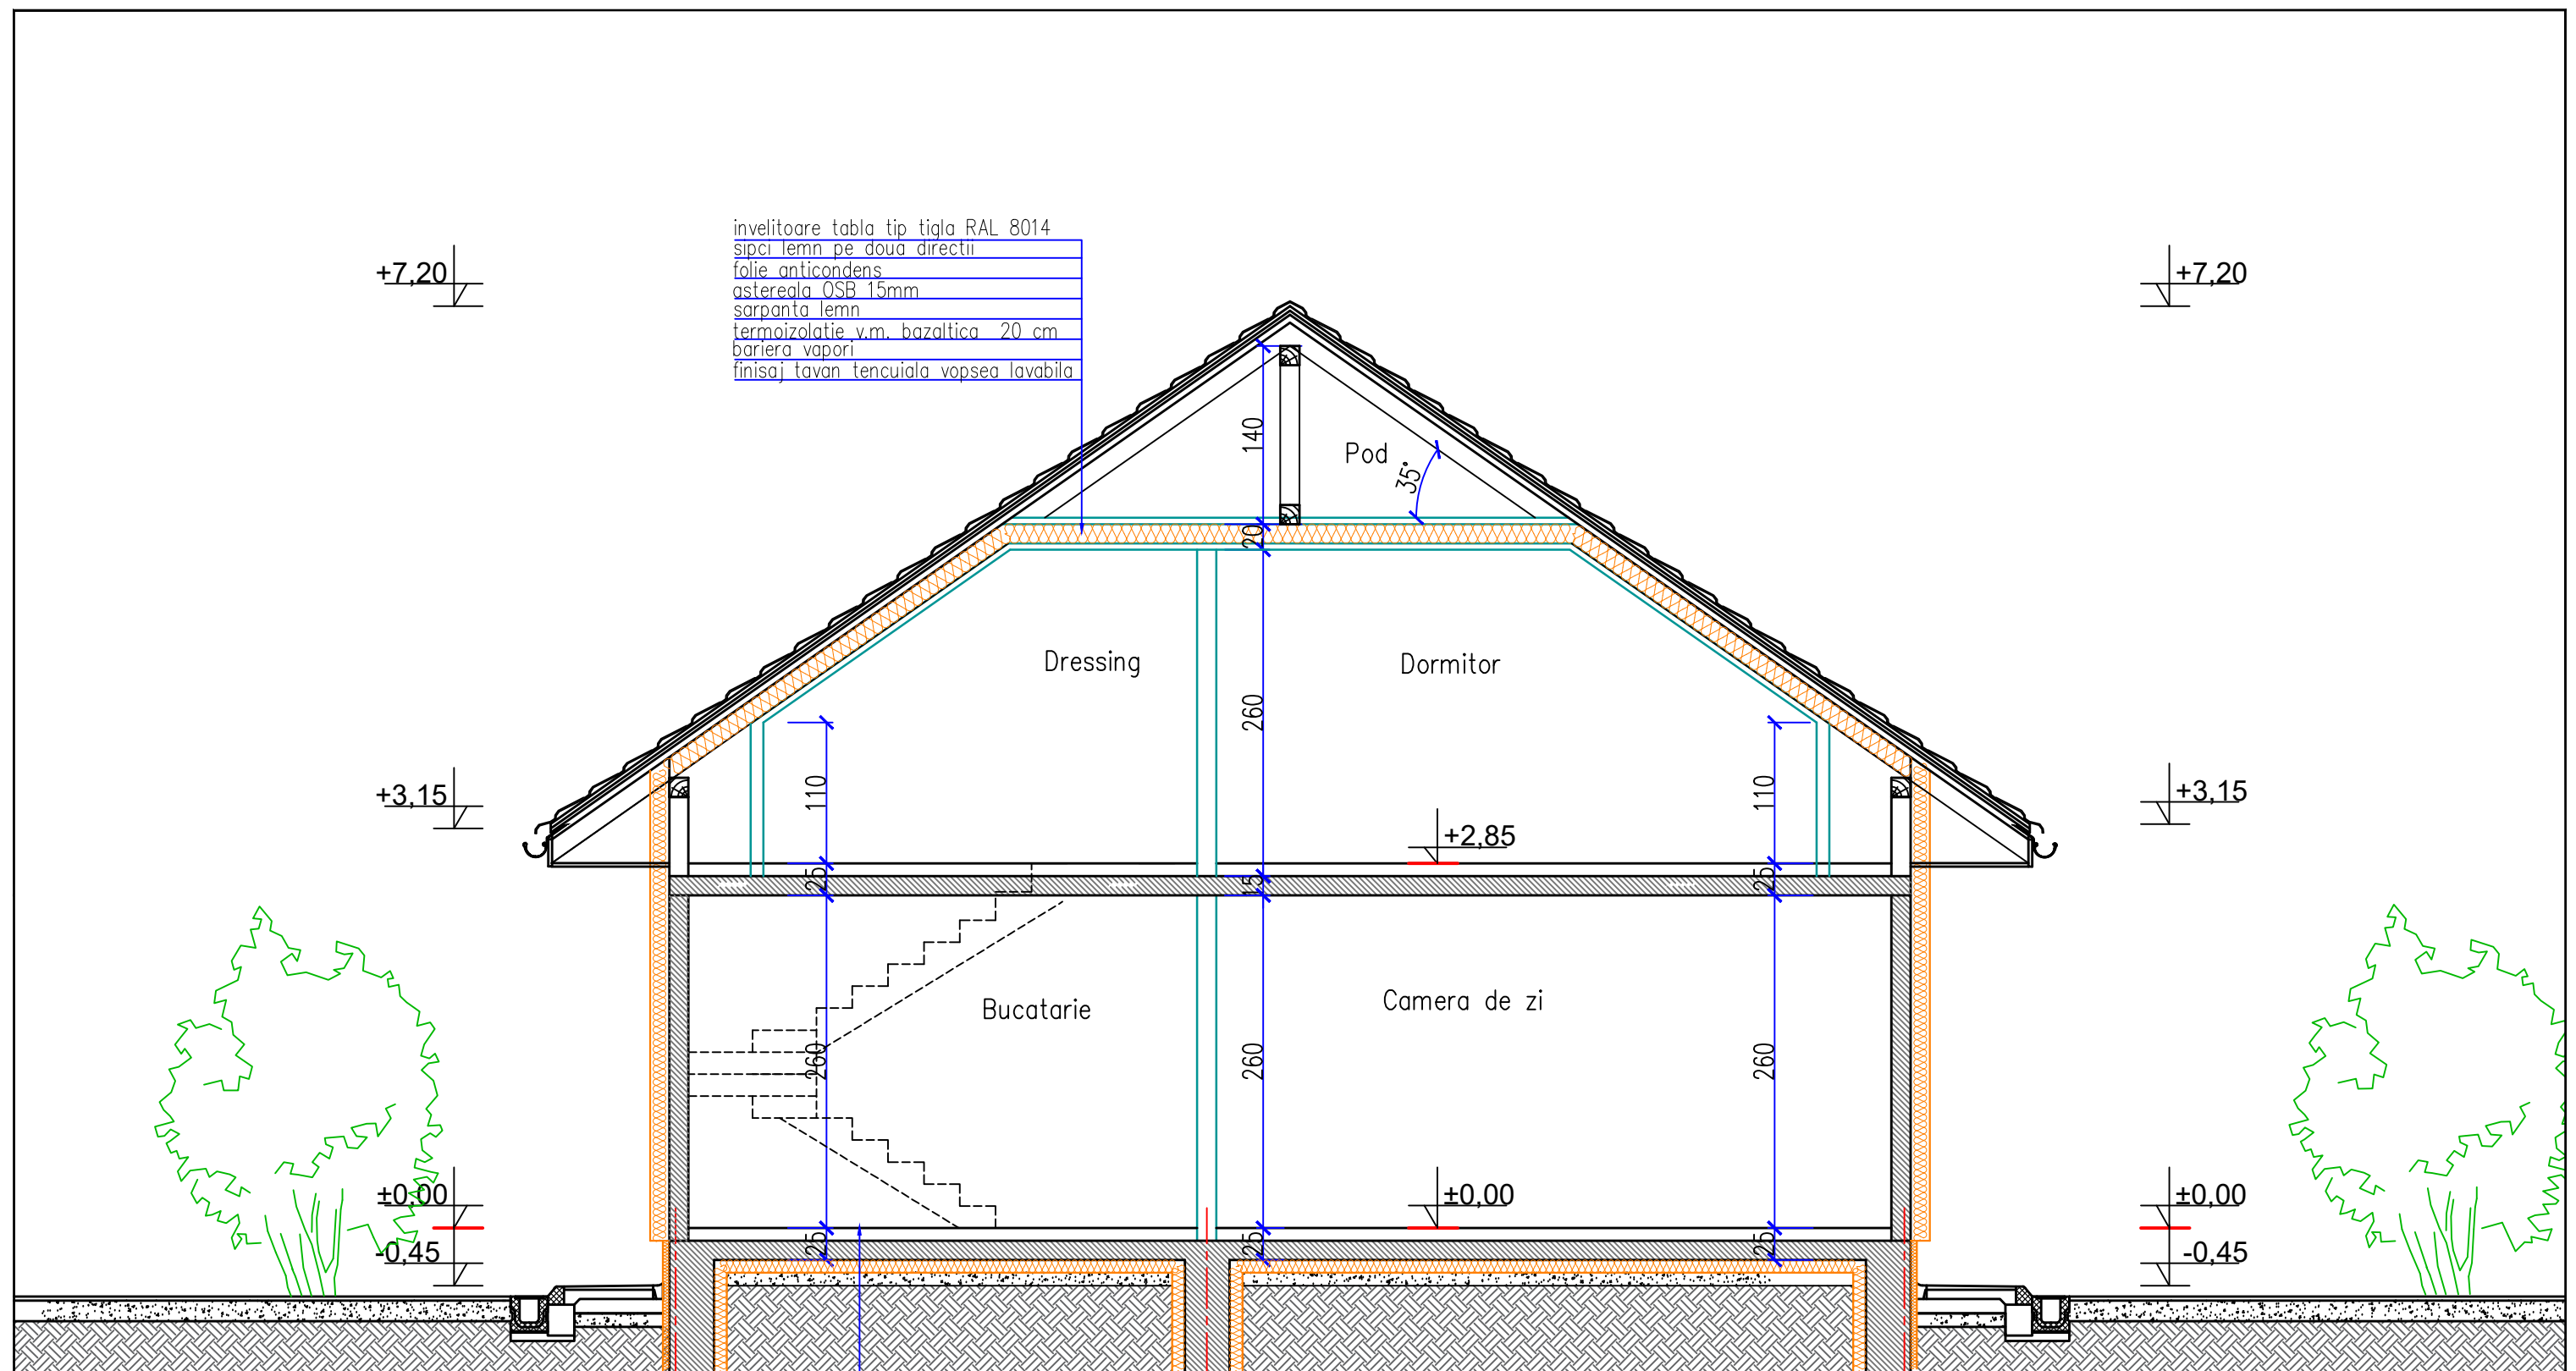 invelitoare tabla tip tigla RAL 8014
sipci lemn pe doua directii
folie anticondens
astereala OSB 15mm
sarpanta lemn
termoizolatie v.m. bazaltica 20 cm
bariera vapori
finisaj tavan tencuiala vopsea lavabila
+7,20
+7,20
140
Pod
35°
20
Dressing
Dormitor
260
110
110
+3,15
+3,15
+2,85
25
15
25
Bucatarie
Camera de zi
260
260
260
±0,00
±0,00
±0,00
-0,45
-0,45
25
25
25